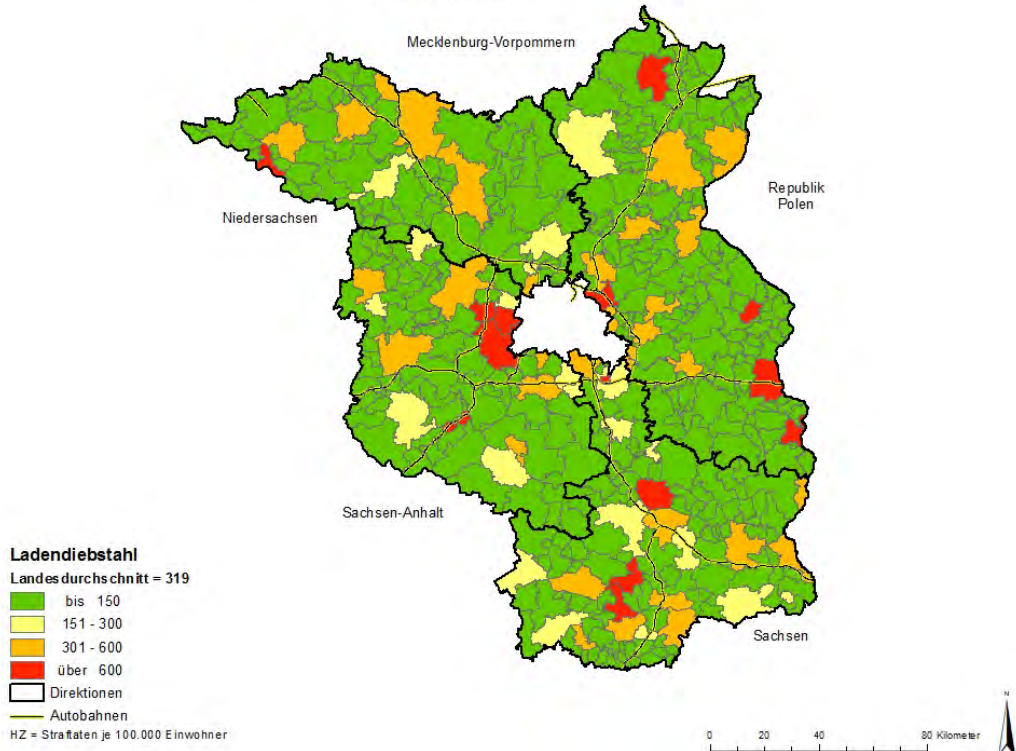 Mecklenburg-Vorpommern
Republik
Polen
Niedersachsen
Sachsen-Anhalt
Sachsen
Ladendiebstahl
Landesdurchschnitt = 319
bis 150
151 - 300
301 - 600
über 600
Direktionen
Autobahnen
HZ = Straftaten je 100.000 Einwohner
N
0 20 40 80 Kilometer